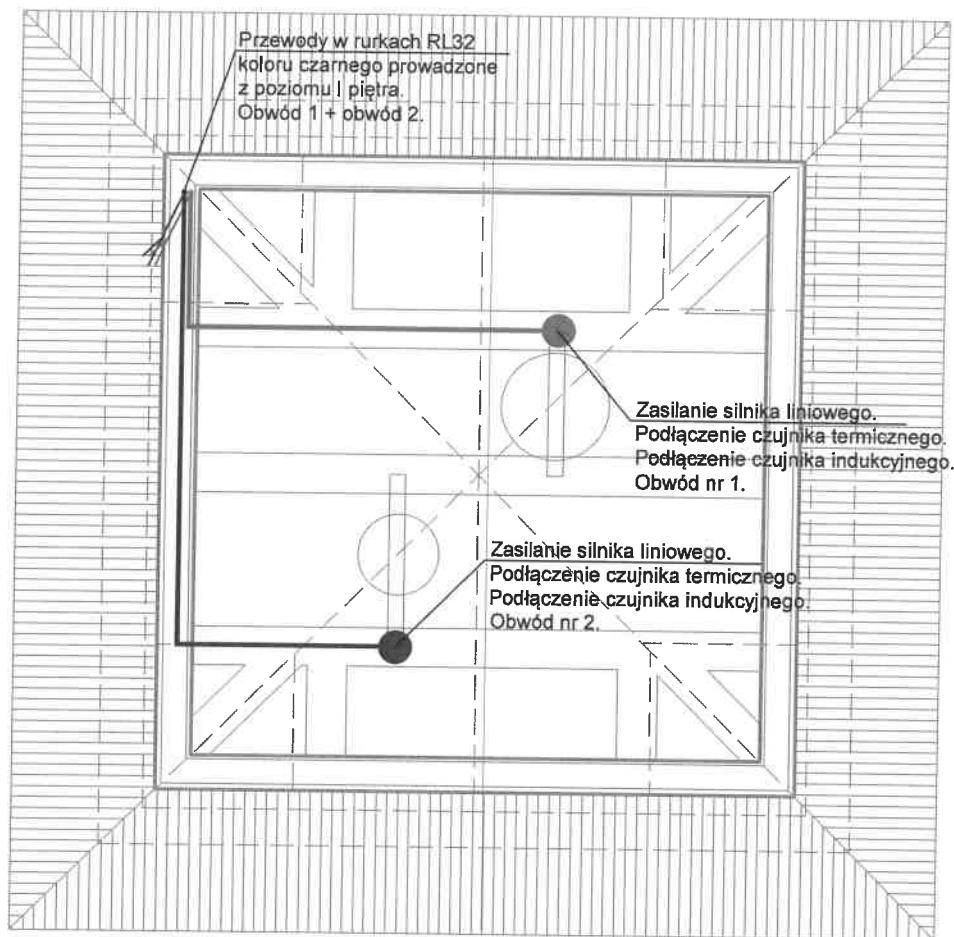 Przewody w rurkach RL32
koloru czarnego prowadzone
z poziomu I piętra.
Obwód 1 + obwód 2.
Zasilanie silnika liniowego.
Podłączenie czujnika termicznego.
Podłączenie czujnika indukcyjnego.
Obwód nr 1.
Zasilanie silnika liniowego.
Podłączenie czujnika termicznego.
Podłączenie czujnika indukcyjnego.
Obwód nr 2.